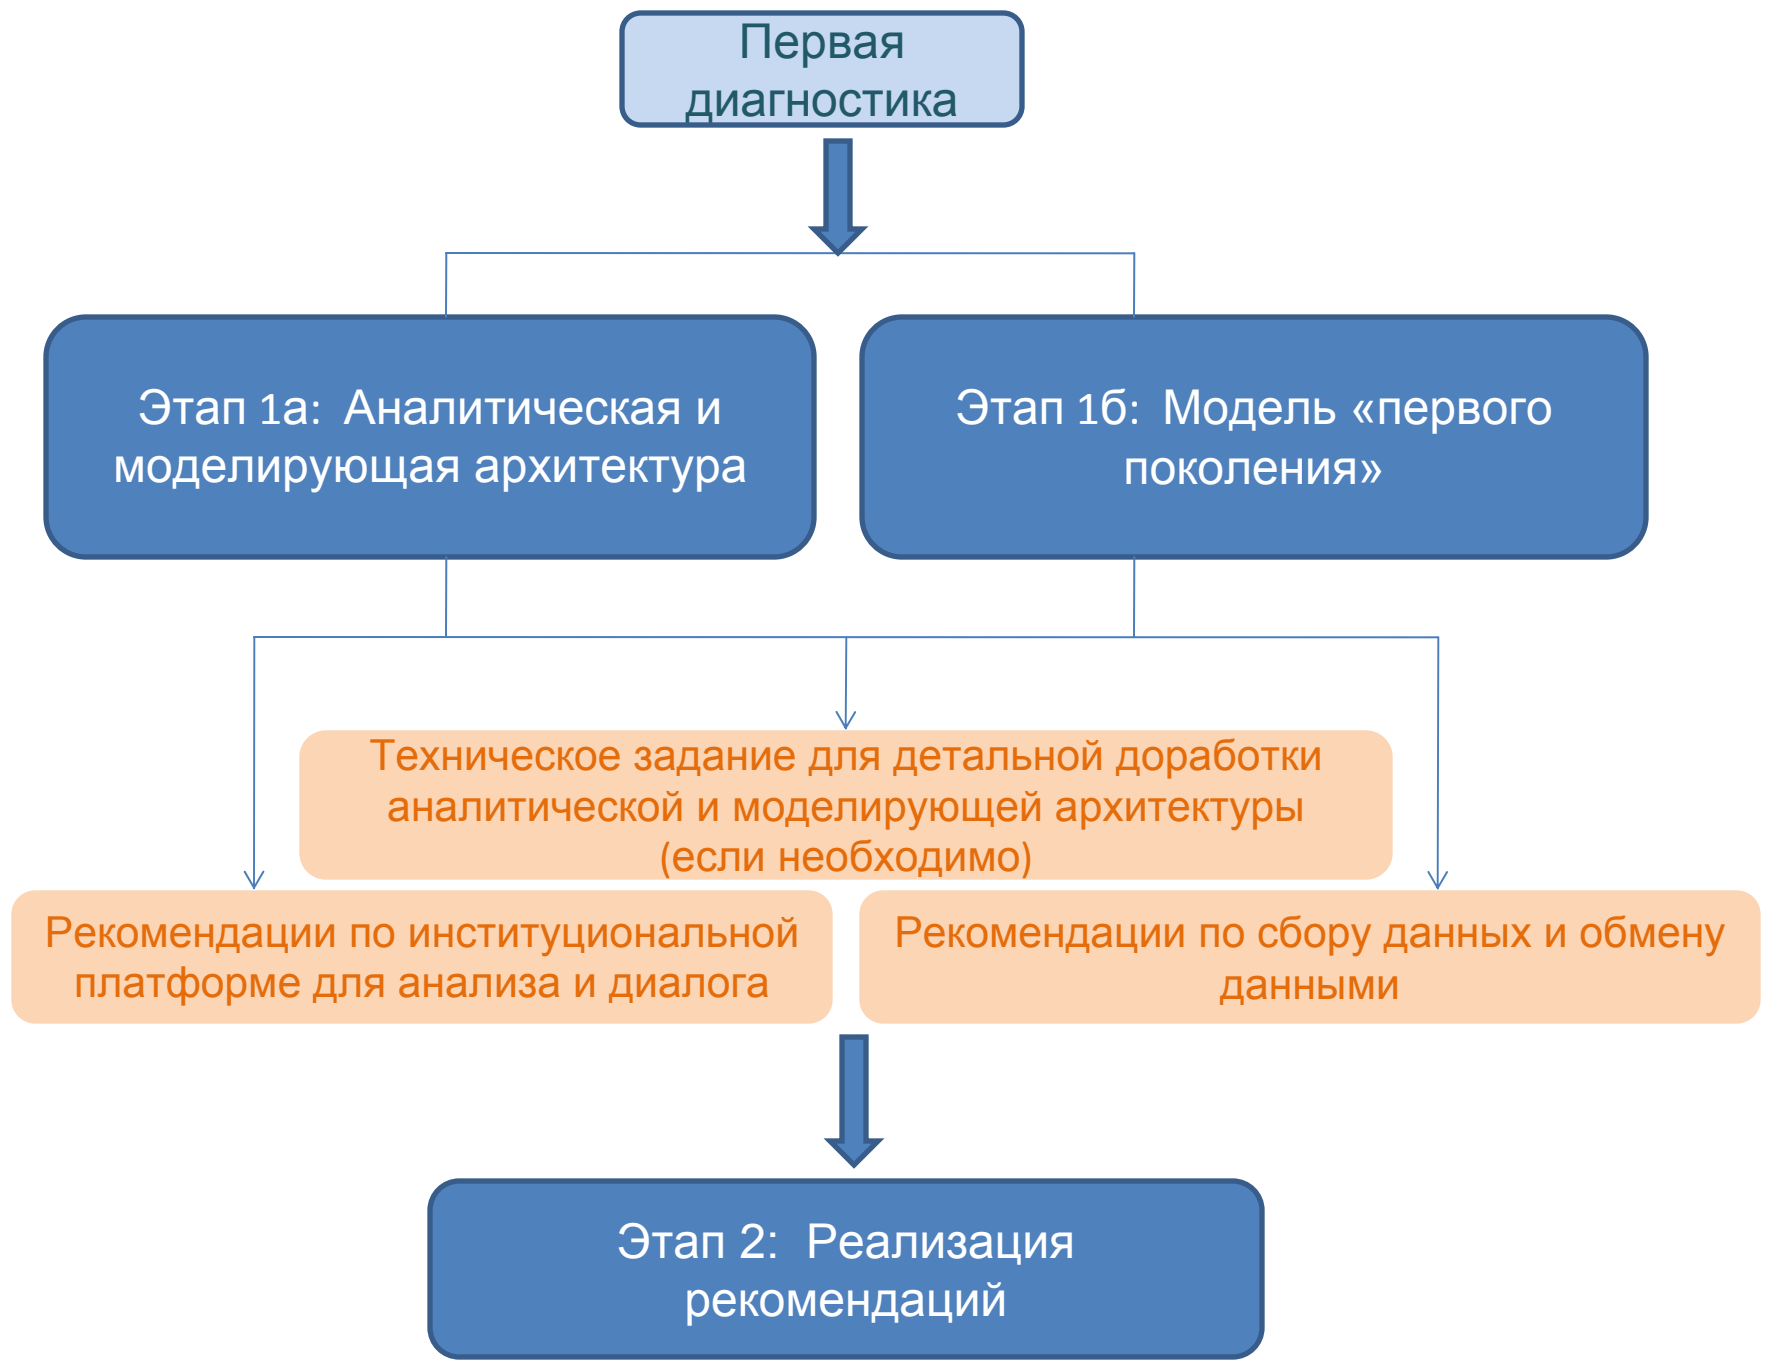 Первая
диагностика
Этап 1а: Аналитическая и
моделирующая архитектура
Этап 1б: Модель «первого
поколения»
Техническое задание для детальной доработки
аналитической и моделирующей архитектуры
(если необходимо)
Рекомендации по институциональной
платформе для анализа и диалога
Рекомендации по сбору данных и обмену
данными
Этап 2: Реализация
рекомендаций